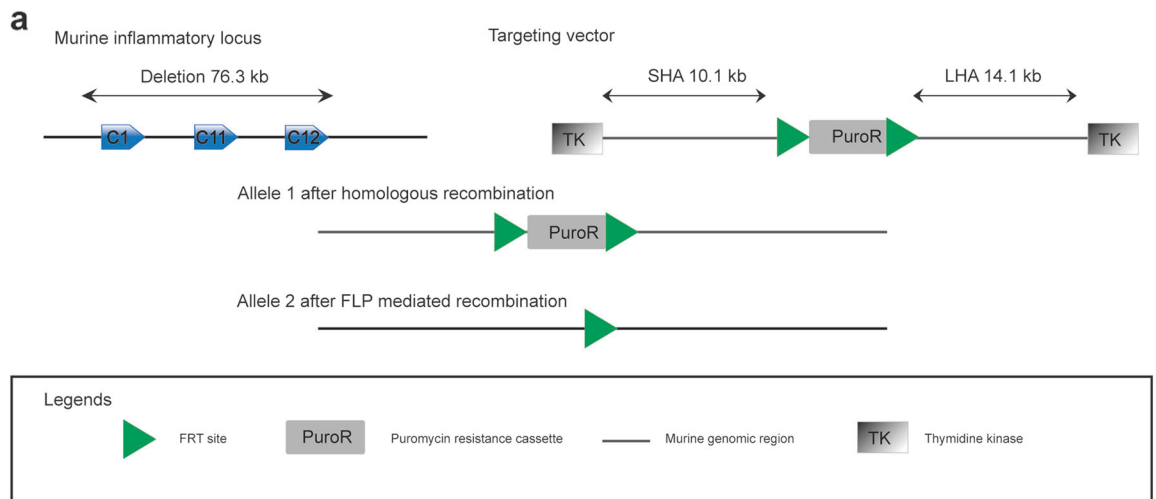 a
Murine inflammatory locus
Targeting vector
Deletion 76.3 kb
SHA 10.1 kb
LHA 14.1 kb
C1 C11 C12
TK PuroR TK
Allele 1 after homologous recombination
PuroR
Allele 2 after FLP mediated recombination
Legends
FRT site
PuroR Puromycin resistance cassette
Murine genomic region
TK Thymidine kinase